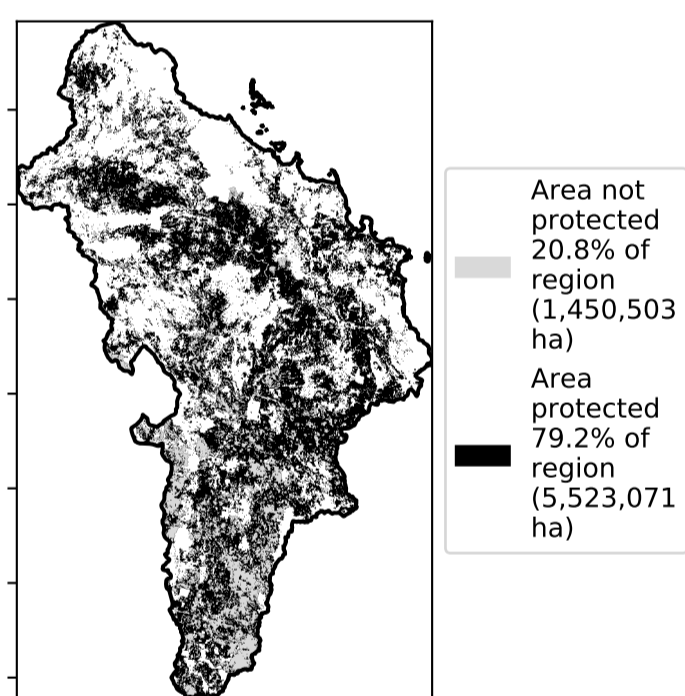 Area not
protected
20.8% of
region
(1,450,503
ha)
Area
protected
79.2% of
region
(5,523,071
ha)